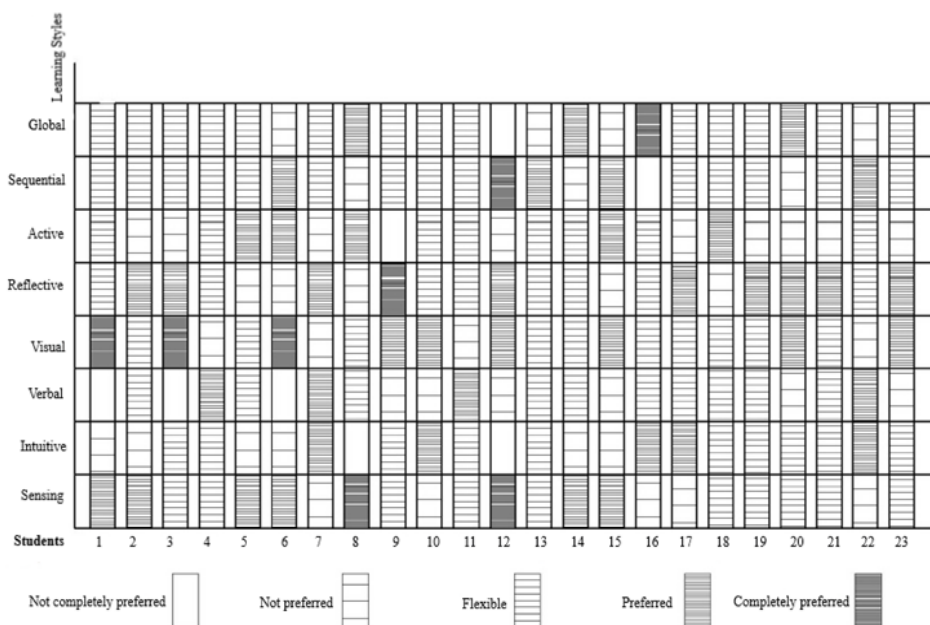 Learning Styles
Global
Sequential
Active
Reflective
Visual
Verbal
Intuitive
Sensing
Students 1 2 3 4 5 6 7 8 9 10 11 12 13 14 15 16 17 18 19 20 21 22 23
Not completely preferred Not preferred Flexible Preferred Completely preferred